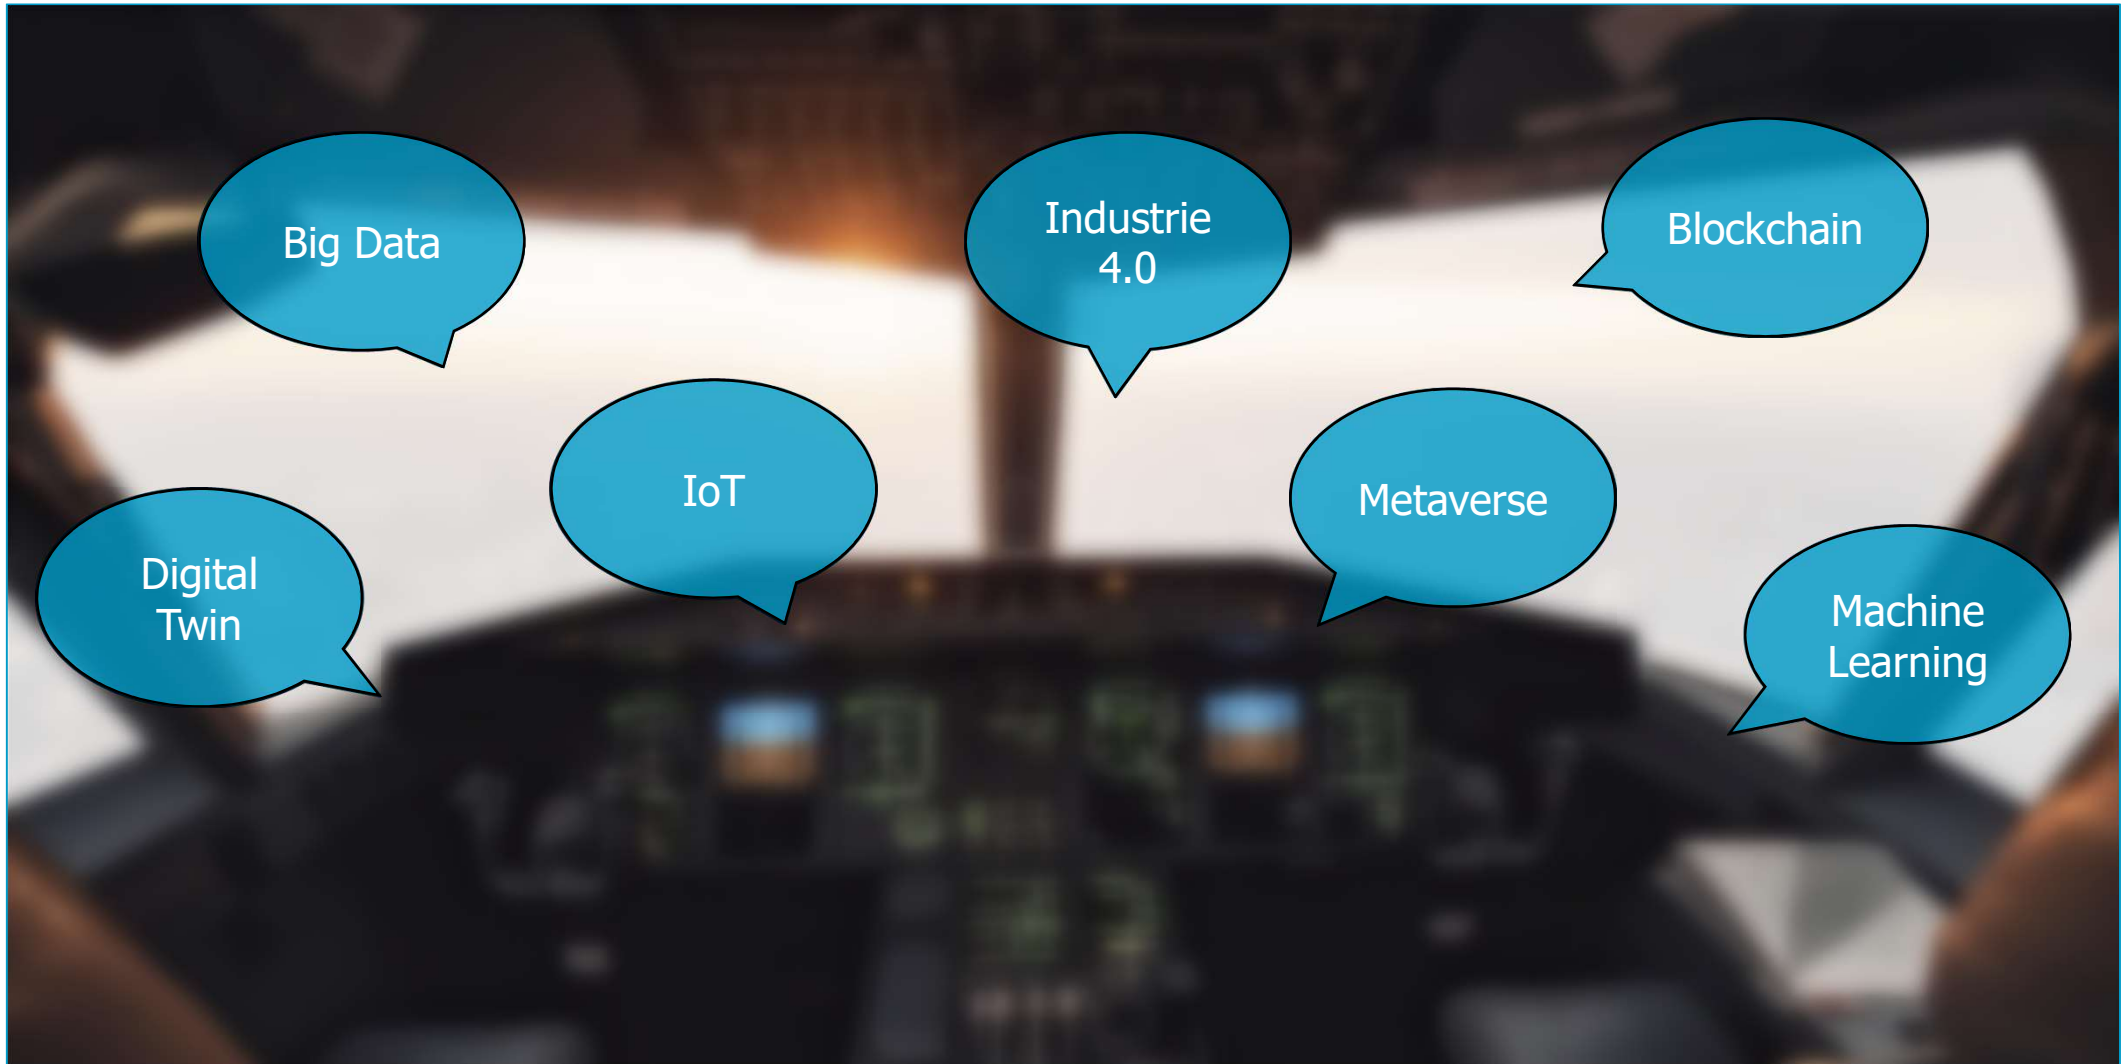 Big Data
Industrie
4.0
Blockchain
IoT
Metaverse
Digital
Twin
Machine
Learning